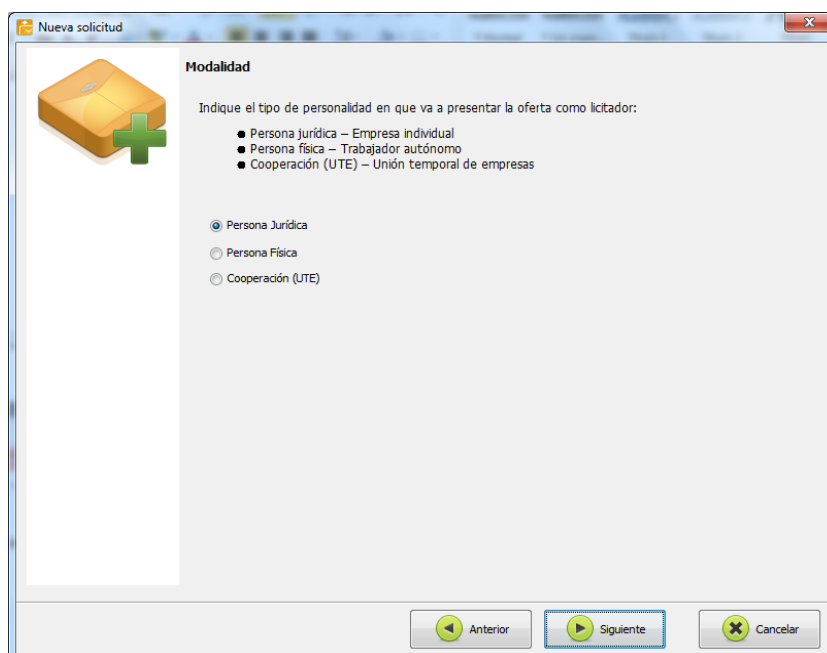 Nueva solicitud
Modalidad
Indique el tipo de personalidad en que va a presentar la oferta como licitador:
● Persona jurídica – Empresa individual
● Persona física – Trabajador autónomo
● Cooperación (UTE) – Unión temporal de empresas
Persona Jurídica
Persona Física
Cooperación (UTE)
Anterior
Siguiente
Cancelar